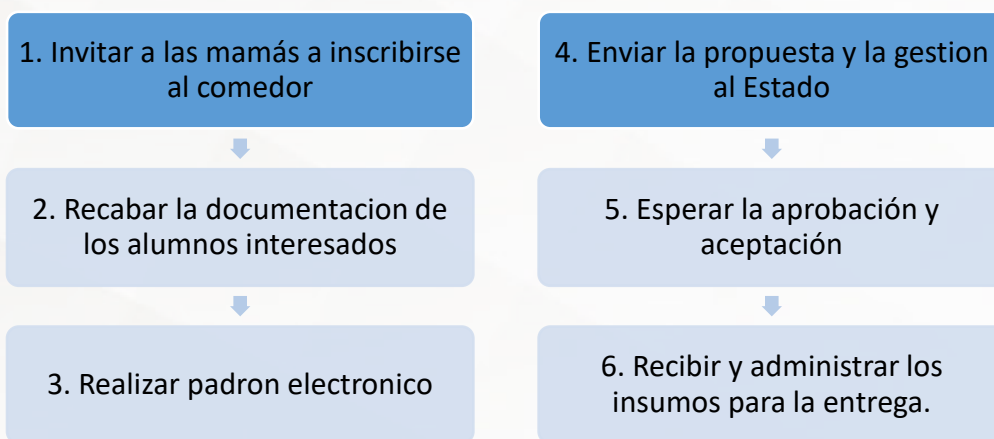 1. Invitar a las mamás a inscribirse
al comedor
2. Recabar la documentacion de
los alumnos interesados
3. Realizar padron electronico
4. Enviar la propuesta y la gestion
al Estado
5. Esperar la aprobación y
aceptación
6. Recibir y administrar los
insumos para la entrega.